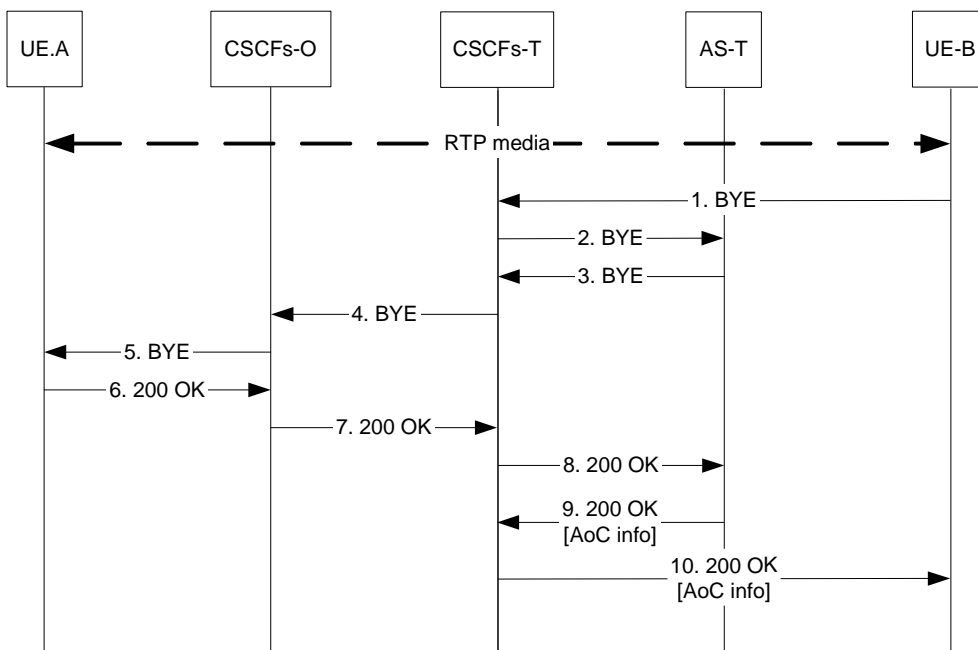 UE.A
CSCFs-O
CSCFs-T
AS-T
UE-B
RTP media
1. BYE
2. BYE
3. BYE
4. BYE
5. BYE
6. 200 OK
7. 200 OK
8. 200 OK
9. 200 OK
[AoC info]
10. 200 OK
[AoC info]